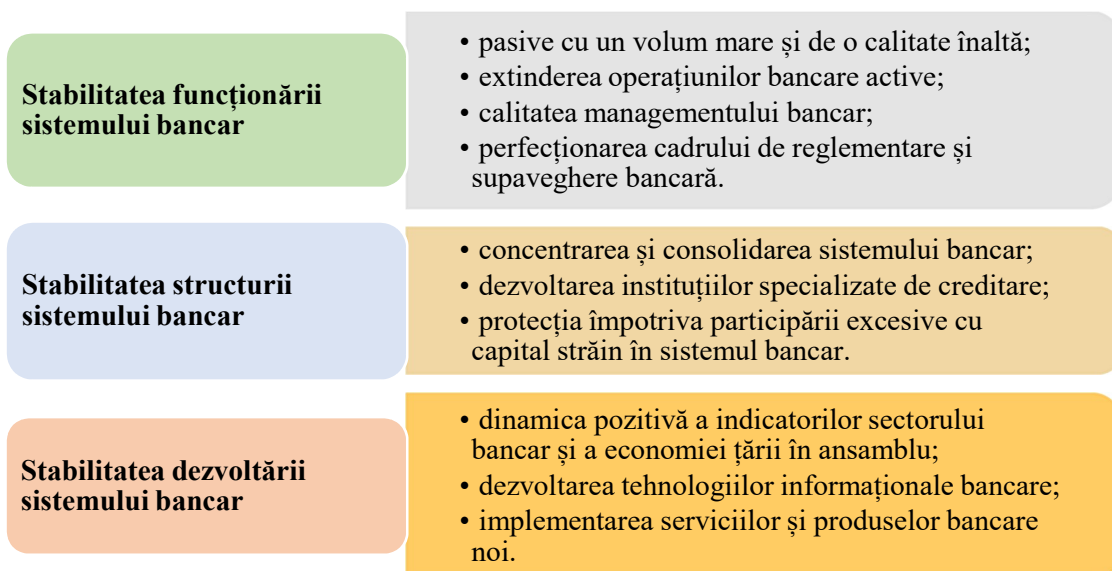 Stabilitatea funcționării
sistemului bancar
• pasive cu un volum mare și de o calitate înaltă;
• extinderea operațiunilor bancare active;
• calitatea managementului bancar;
• perfecționarea cadrului de reglementare și
supaveghere bancară.
Stabilitatea structurii
sistemului bancar
• concentrarea și consolidarea sistemului bancar;
• dezvoltarea instituțiilor specializate de creditare;
• protecția împotriva participării excesive cu
capital străin în sistemul bancar.
Stabilitatea dezvoltării
sistemului bancar
• dinamica pozitivă a indicatorilor sectorului
bancar și a economiei țării în ansamblu;
• dezvoltarea tehnologiilor informaționale bancare;
• implementarea serviciilor și produselor bancare
noi.